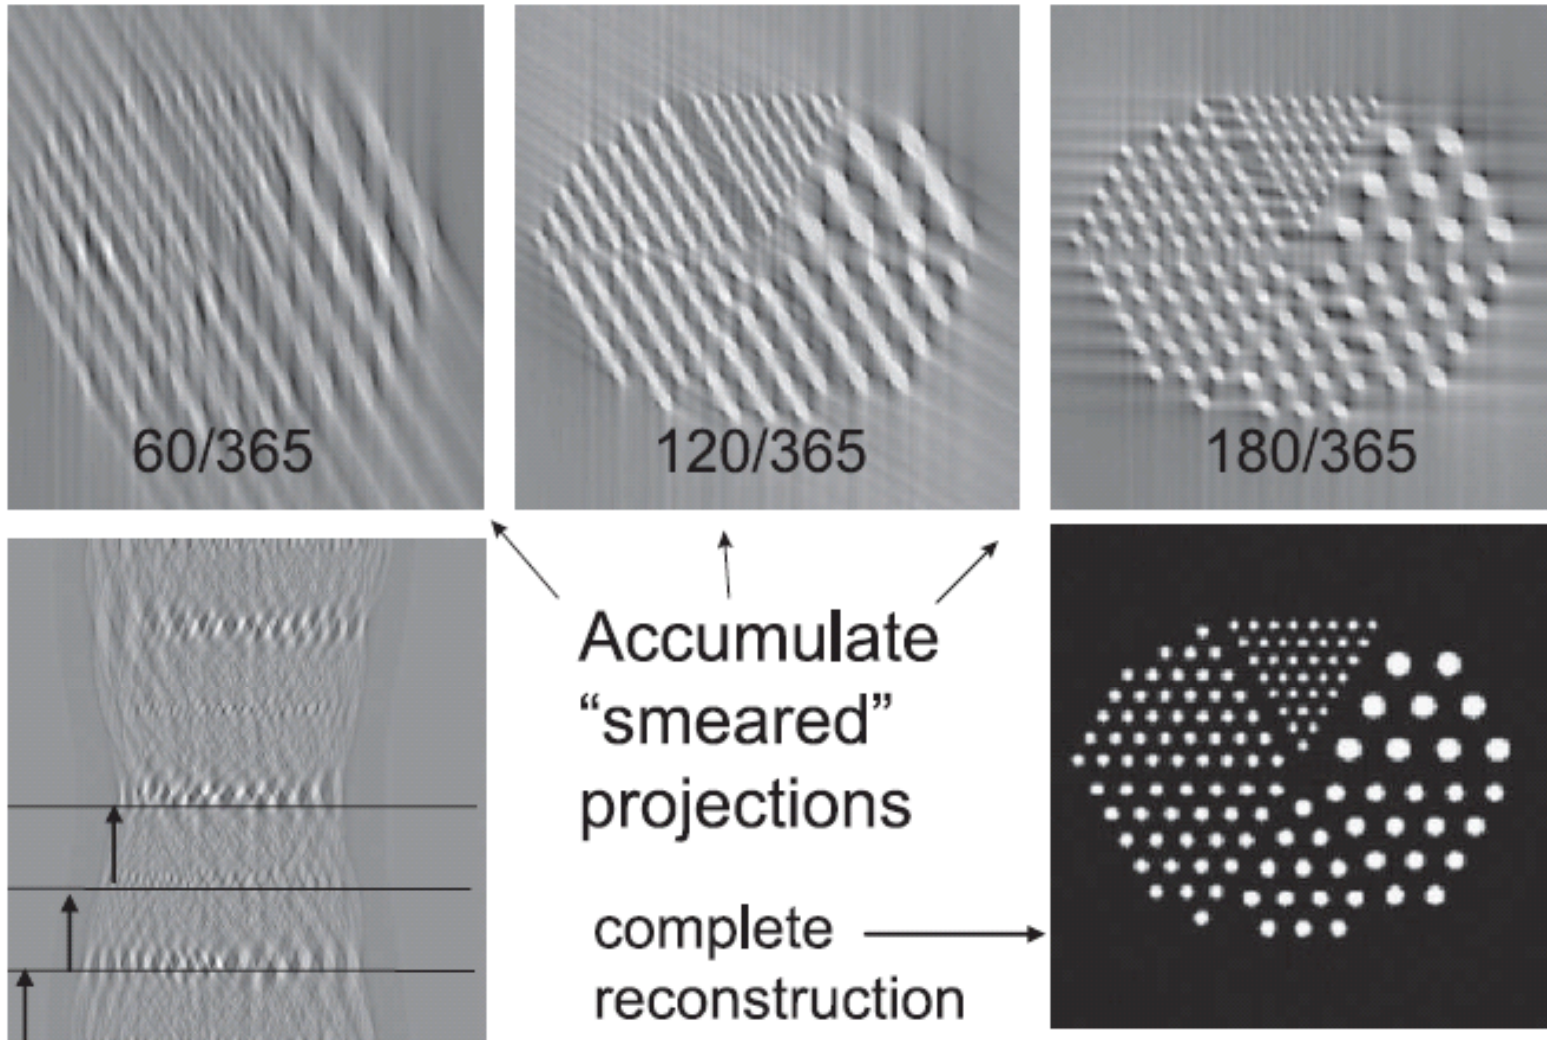 60/365
120/365
180/365
Accumulate
“smeared”
projections
complete
reconstruction